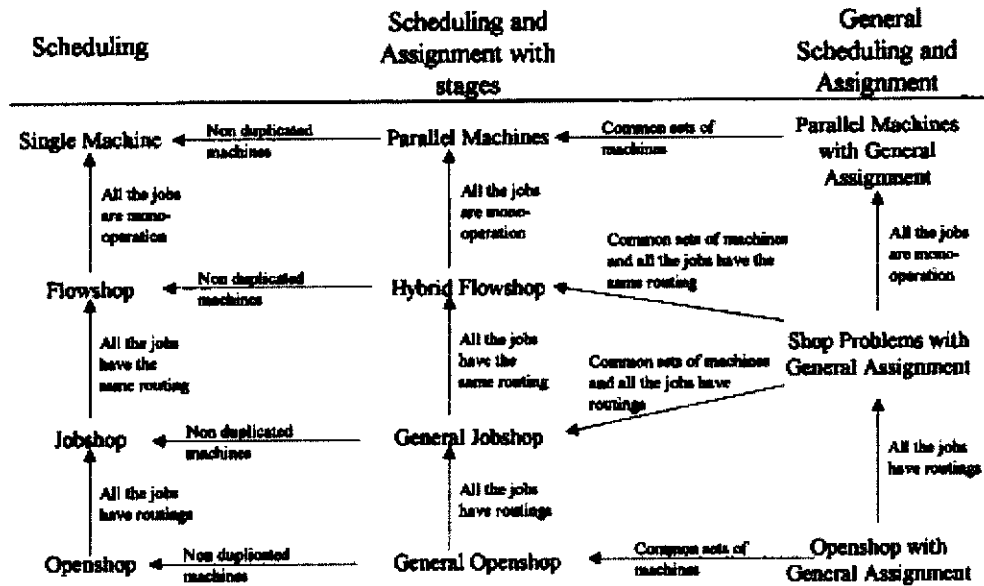 Scheduling
Scheduling and
Assignment with
stages
General
Scheduling and
Assignment
Single Machine
Non duplicated
machines
Parallel Machines
Common sets of
machines
Parallel Machines
with General
Assignment
All the jobs
are mono-
operation
All the jobs
are mono-
operation
All the jobs
are mono-
operation
Flowshop
Non duplicated
machines
Hybrid Flowshop
Common sets of machines
and all the jobs have the
same routing
Shop Problems with
General Assignment
All the jobs
have the
same routing
All the jobs
have the
same routing
Common sets of machines
and all the jobs have
routings
Jobshop
Non duplicated
machines
General Jobshop
All the jobs
have routings
All the jobs
have routings
All the jobs
have routings
Openshop
Non duplicated
machines
General Openshop
Common sets of
machines
Openshop with
General Assignment